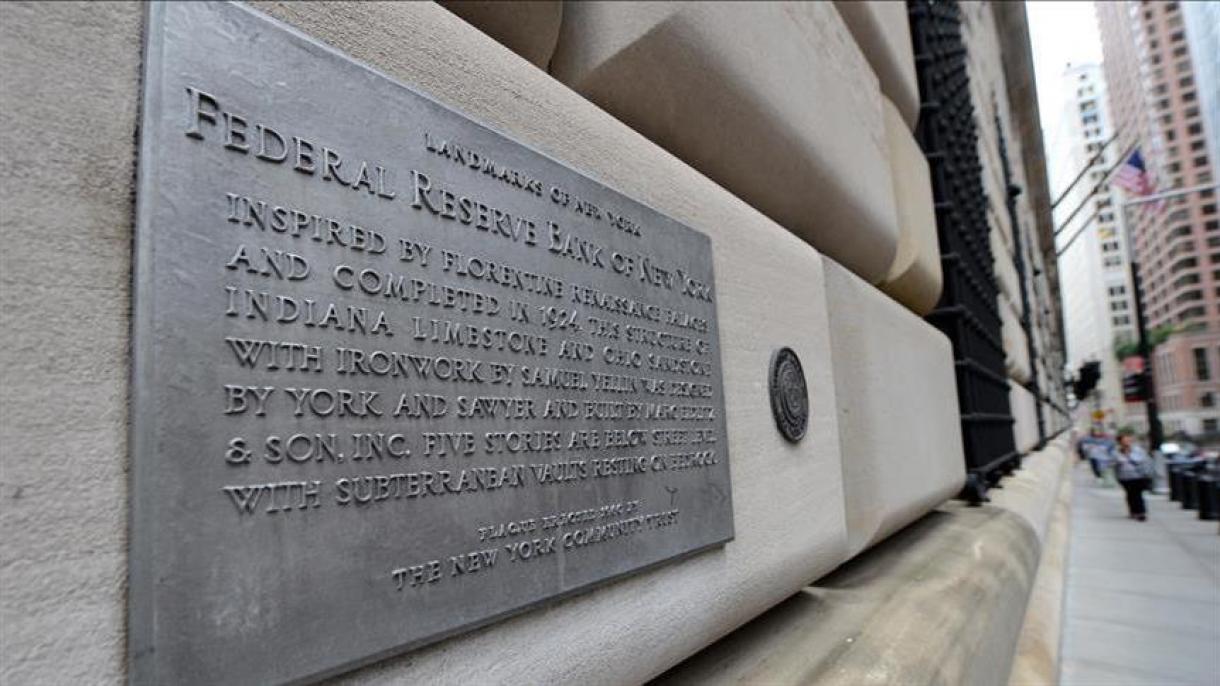 LANDMARKS OF NEW YORK
FEDERAL RESERVE BANK OF NEW YORK
INSPIRED BY FLORENTINE RENAISSANCE PALACES
AND COMPLETED IN 1924, THIS STRUCTURE OF
INDIANA LIMESTONE AND OHIO SANDSTONE
WITH IRONWORK BY SAMUEL YELLIN WAS DESIGNED
BY YORK AND SAWYER AND BUILT BY MARC EIDLITZ
& SON, INC. FIVE STORIES ARE BELOW STREET LEVEL
WITH SUBTERRANEAN VAULTS RESTING ON BEDROCK
PLAQUE ERECTED BY
THE NEW YORK COMMUNITY TRUST